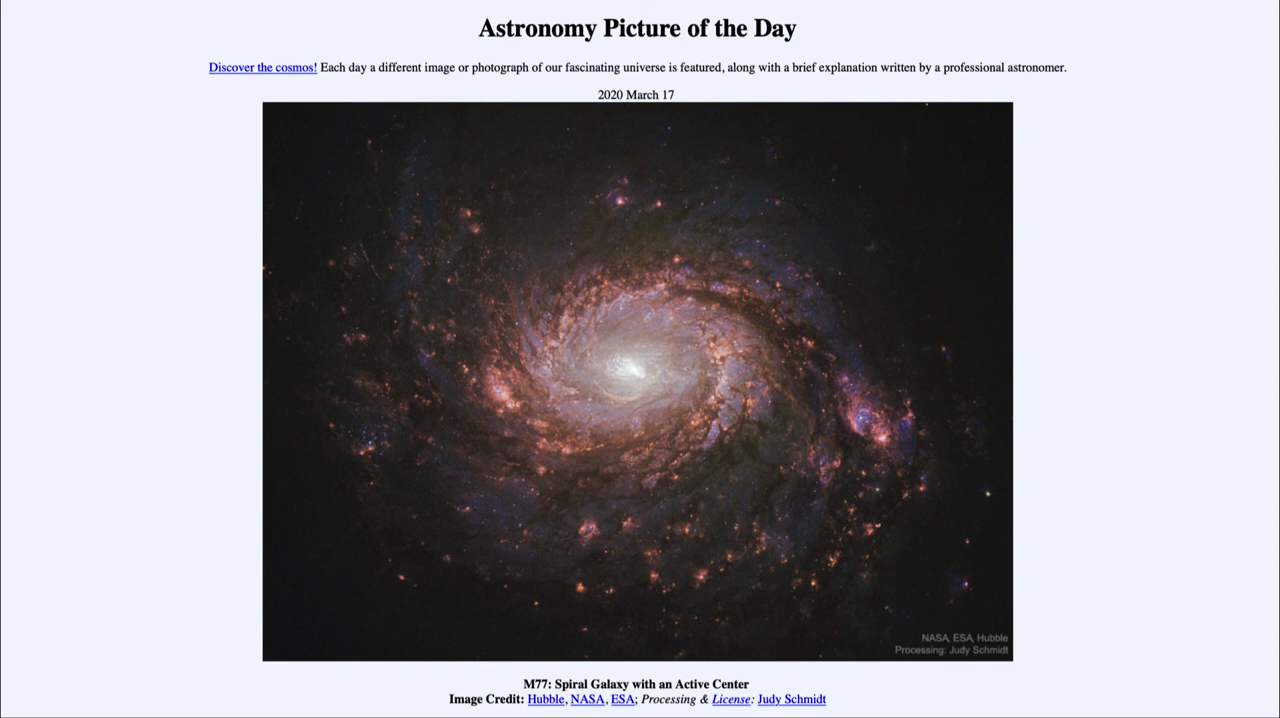 Astronomy Picture of the Day
Discover the cosmos! Each day a different image or photograph of our fascinating universe is featured, along with a brief explanation written by a professional astronomer.
2020 March 17
NASA, ESA, Hubble
Processing: Judy Schmidt
M77: Spiral Galaxy with an Active Center
Image Credit: Hubble, NASA, ESA; Processing & License: Judy Schmidt